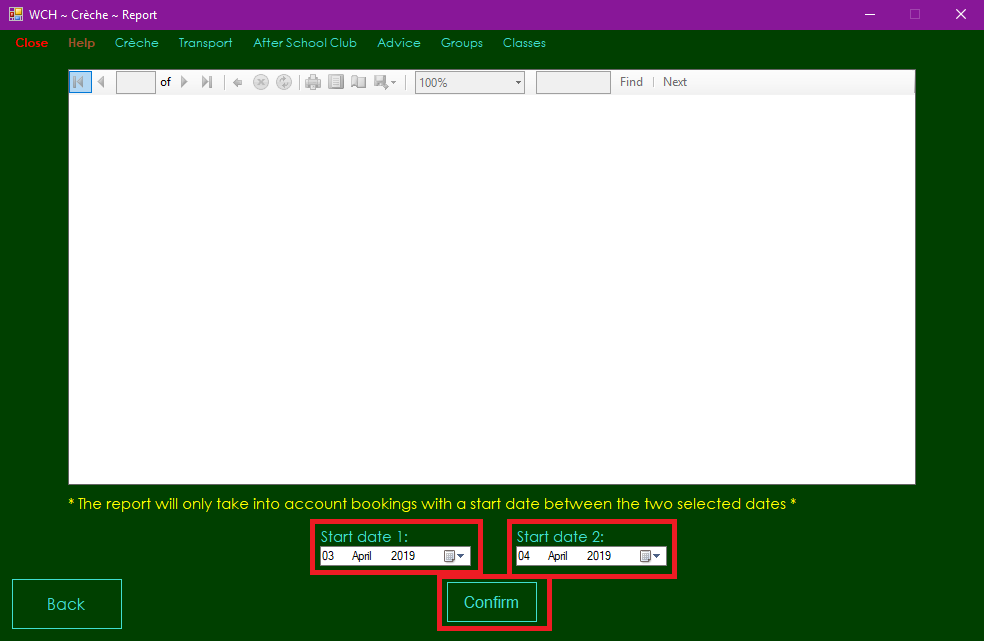 WCH ~ Crèche ~ Report
Close Help Crèche Transport After School Club Advice Groups Classes
of 100% Find Next
* The report will only take into account bookings with a start date between the two selected dates *
Start date 1: Start date 2:
03 April 2019 04 April 2019
Back Confirm